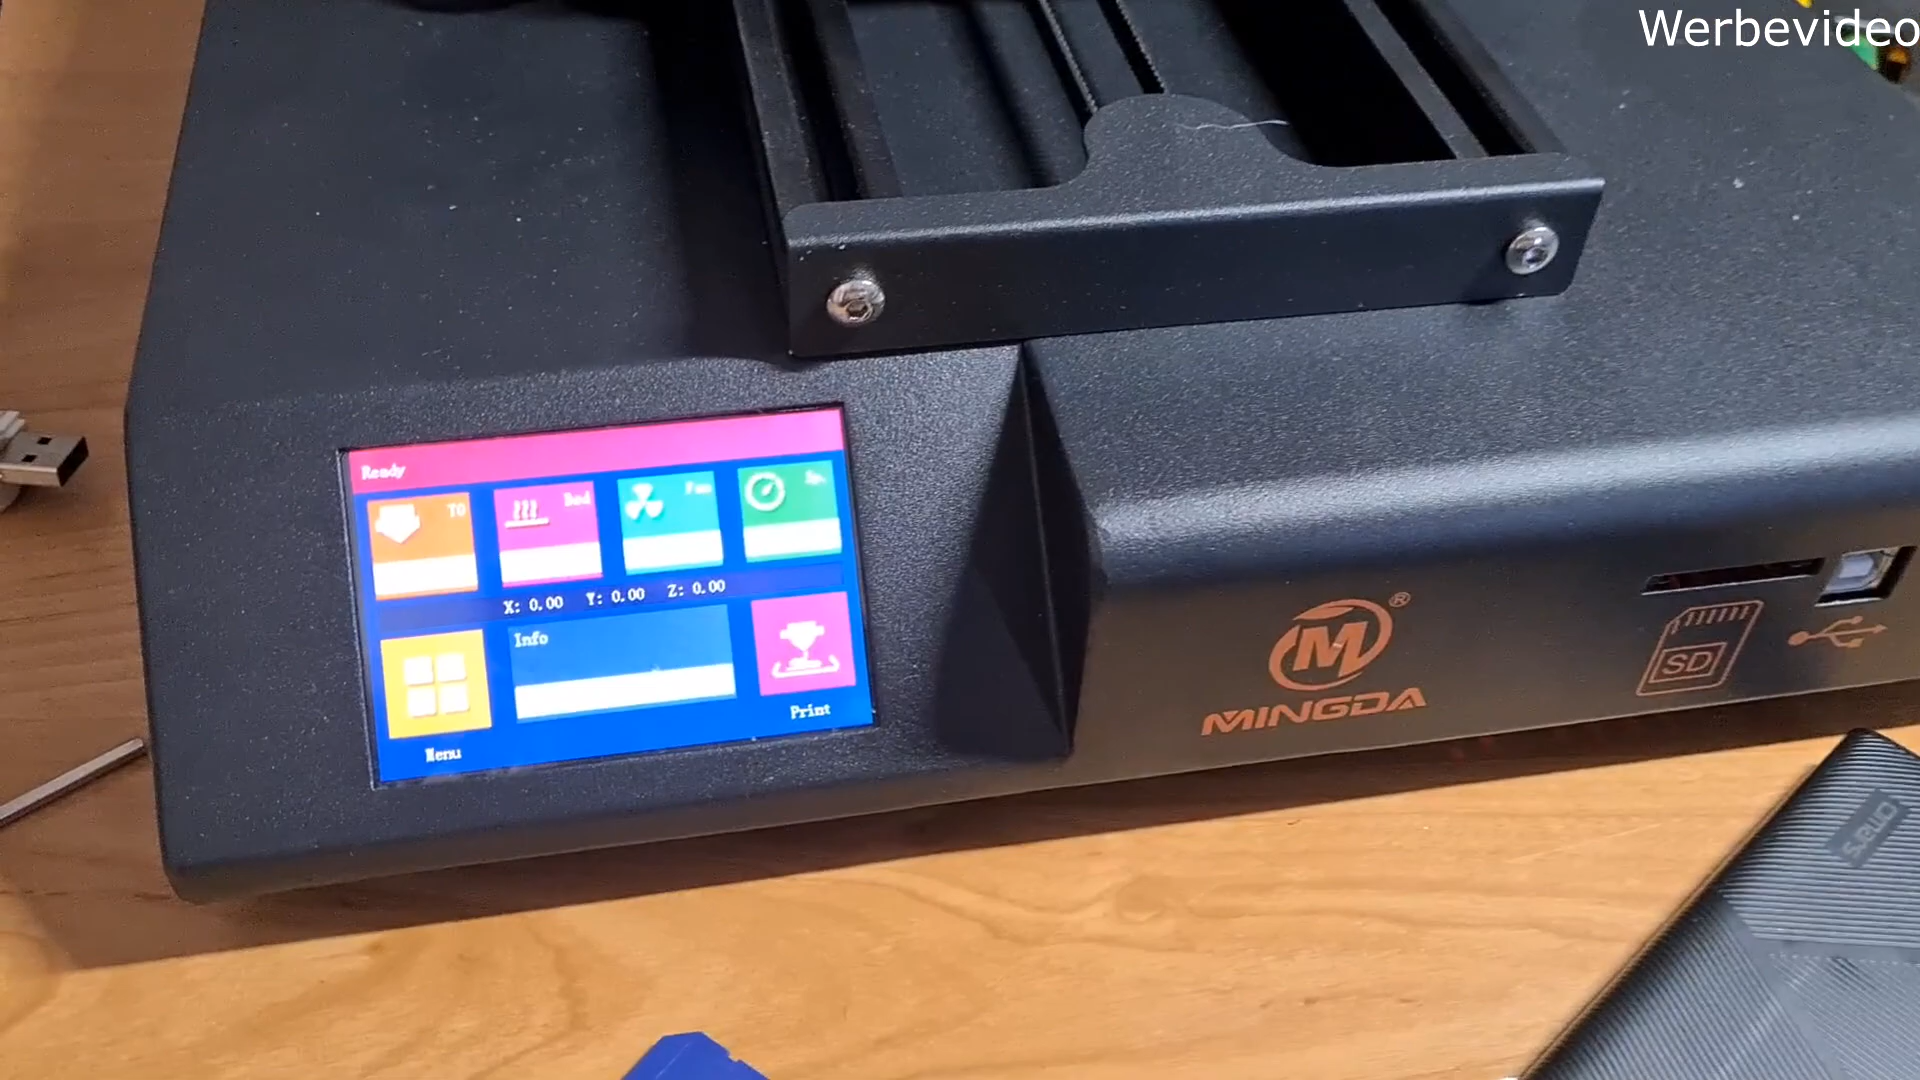 Werbevideo
Ready
T0
Bed
Fan
X: 0.00 Y: 0.00 Z: 0.00
Info
Menu
Print
M®
MINGDA
SD